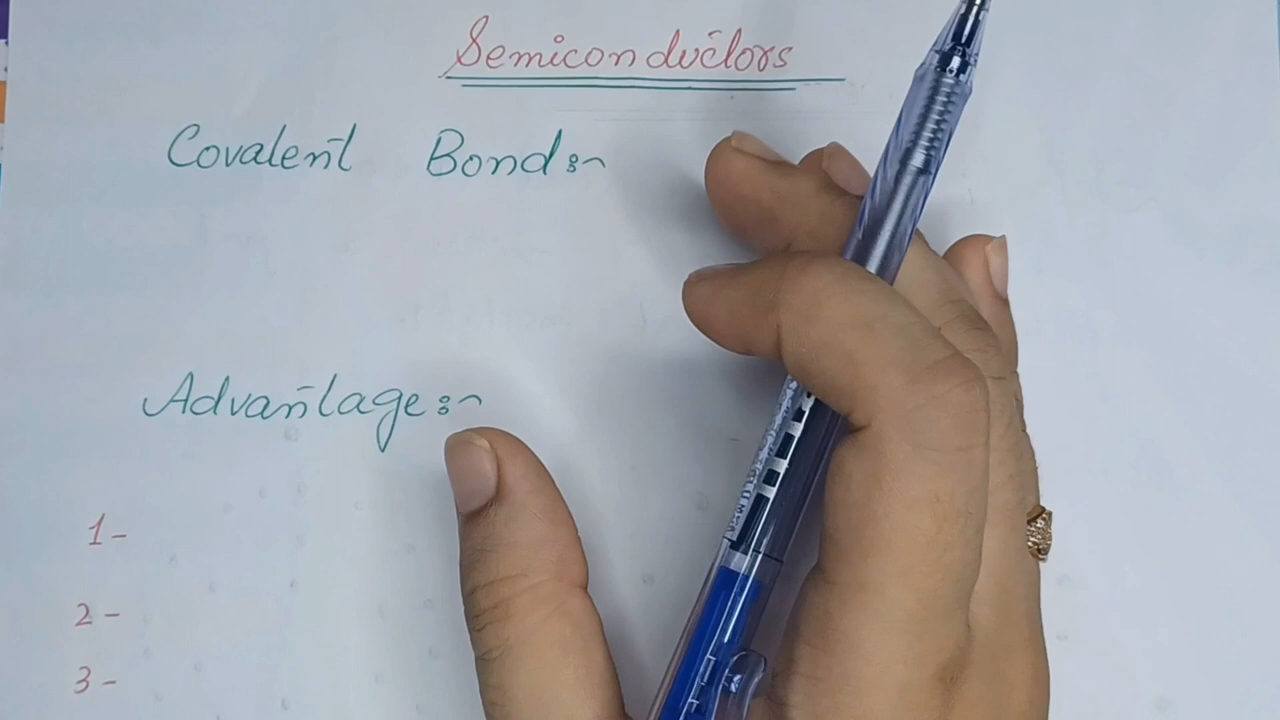 Semiconductors
Covalent Bond:~
Advantage:~
1-
2-
3-